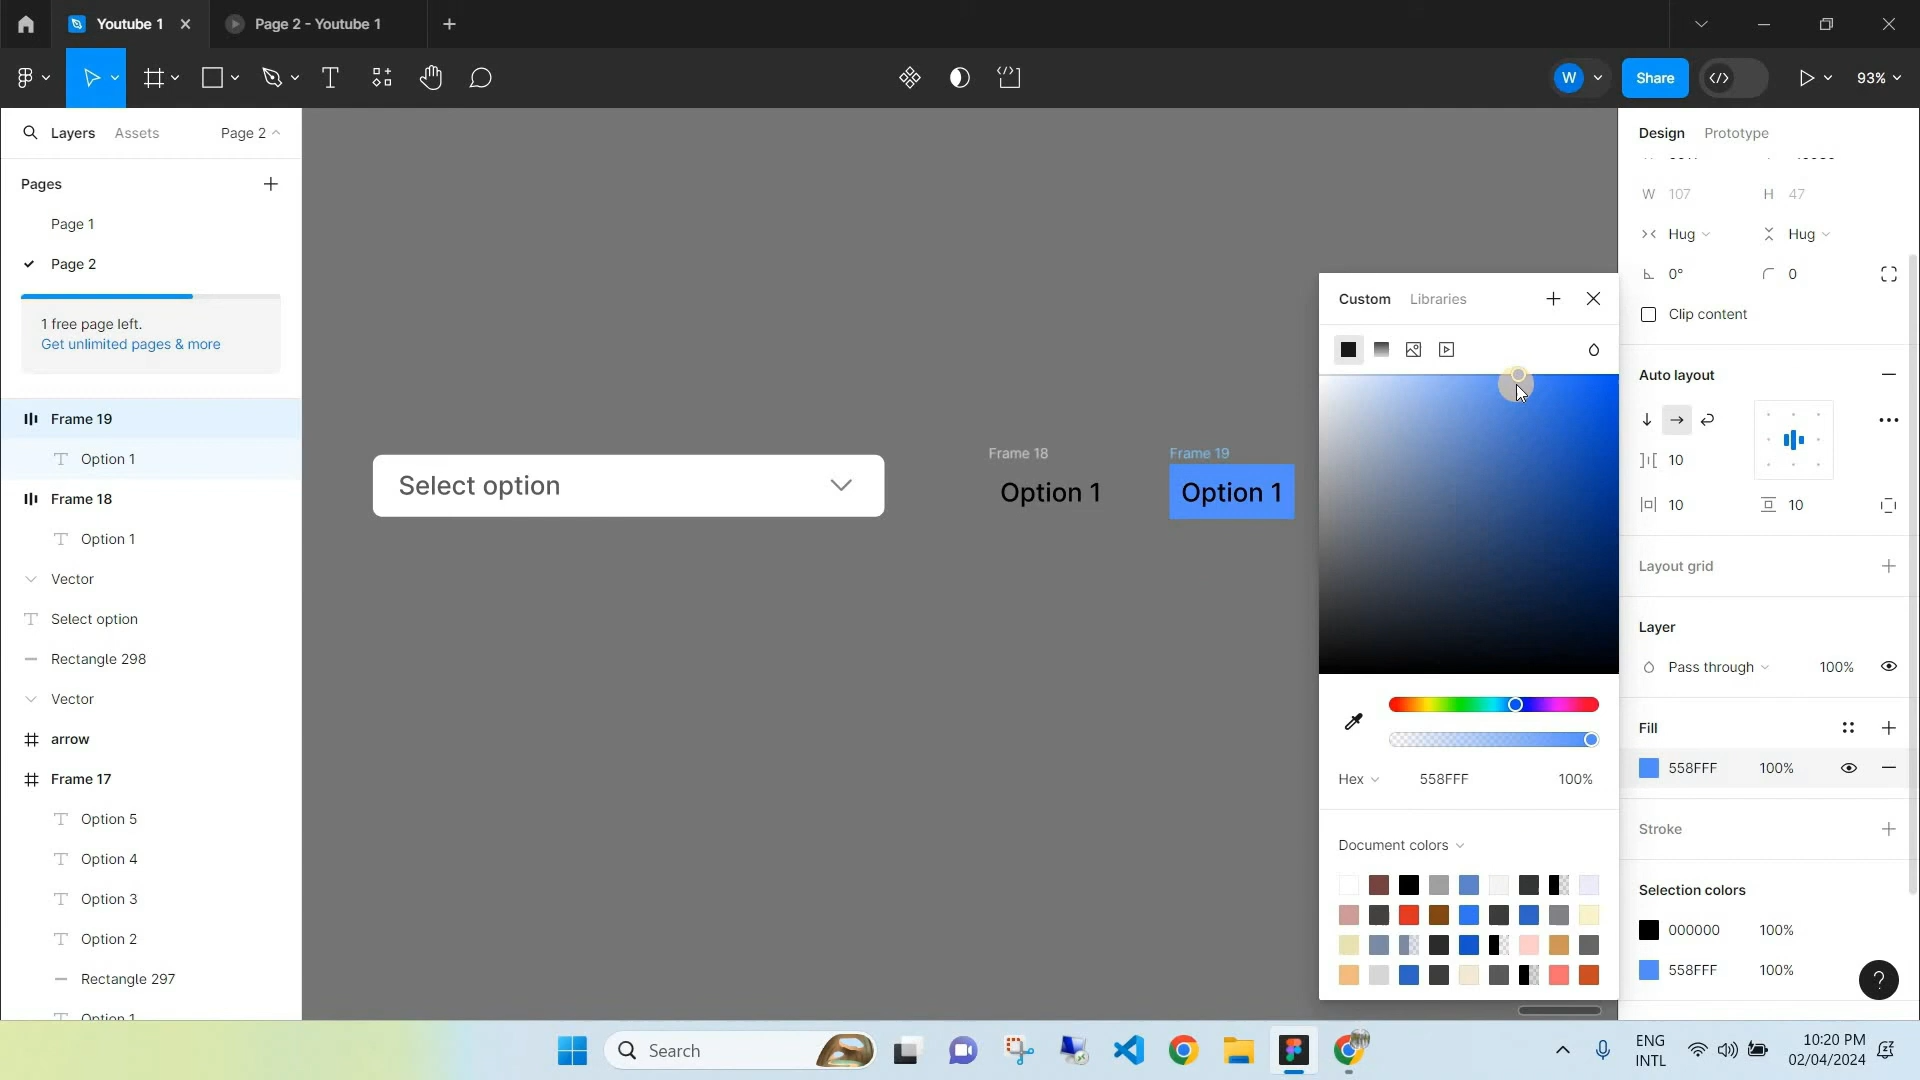 Youtube 1
Page 2 - Youtube 1
W
Share
93%
Layers
Assets
Page 2
Design
Prototype
Pages
Page 1
Page 2
1 free page left.
Get unlimited pages & more
W 107 H 47
Hug Hug
0° 0
Clip content
Custom
Libraries
Auto layout
10
10 10
Frame 19
Option 1
Frame 18
Option 1
Vector
Select option
Rectangle 298
Vector
arrow
Frame 17
Option 5
Option 4
Option 3
Option 2
Rectangle 297
Option 1
Select option
Frame 18
Option 1
Frame 19
Option 1
Layout grid
Layer
Pass through 100%
Fill
558FFF 100%
Stroke
Selection colors
000000 100%
558FFF 100%
Hex 558FFF 100%
Document colors
?
Search
ENG
INTL
10:20 PM
02/04/2024